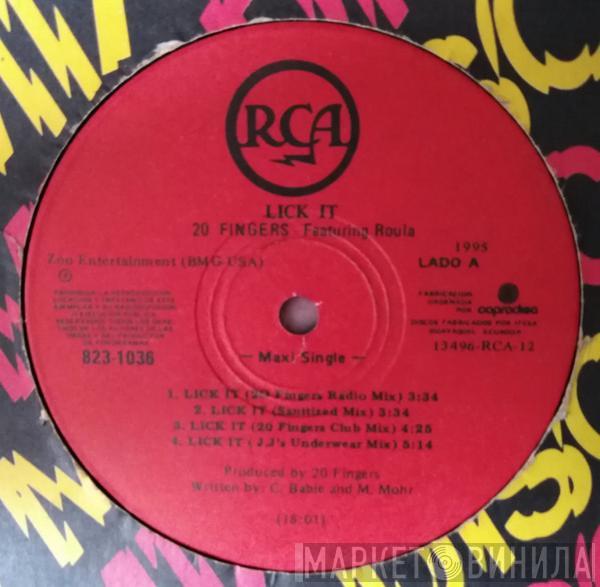 RCA
LICK IT
20 FINGERS Featuring Roula
Zoo Entertainment (BMG-USA)
1995
LADO A
PROHIBIDA LA REPRODUCCION
FABRICACION
ORDENADA
POR
DISCOS FABRICADOS POR IFESA
GUAYAQUIL ECUADOR
823-1036
13496-RCA-12
— Maxi Single —
1. LICK IT (20 Fingers Radio Mix) 3:34
2. LICK IT (Sanitized Mix) 3:34
3. LICK IT (20 Fingers Club Mix) 4:25
4. LICK IT ( J.J's Underwear Mix) 5:14
Produced by 20 Fingers
Written by: C. Babie and M. Mohr
(18:01)
МАРКЕТ ВИНИЛА